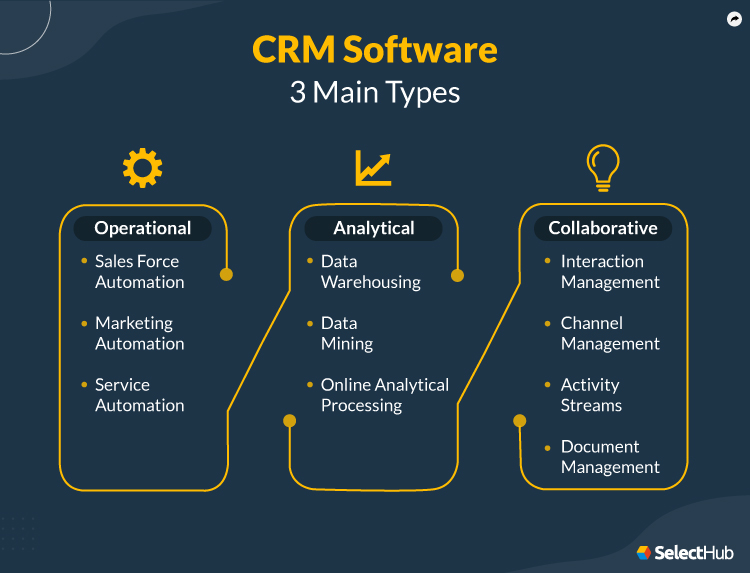 CRM Software
3 Main Types
Operational
Sales Force
Automation
Marketing
Automation
Service
Automation
Analytical
Data
Warehousing
Data
Mining
Online Analytical
Processing
Collaborative
Interaction
Management
Channel
Management
Activity
Streams
Document
Management
SelectHub